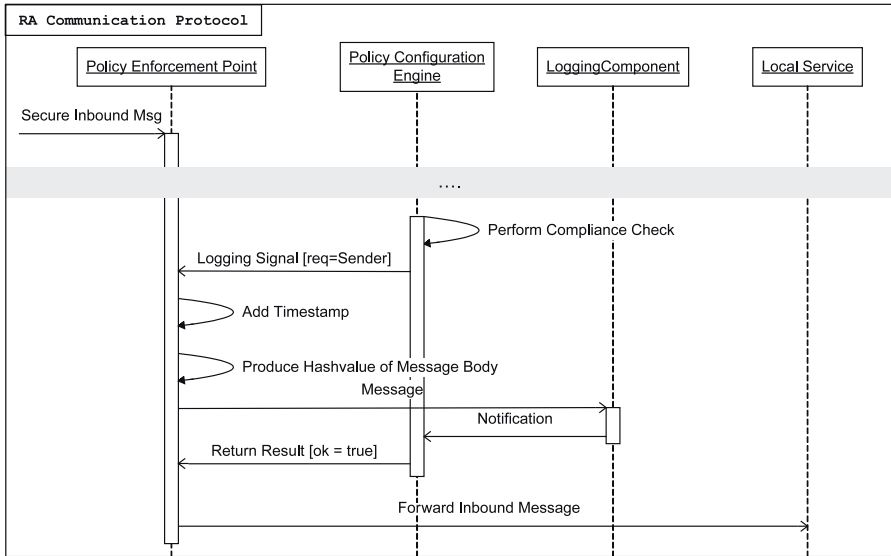 RA Communication Protocol
Policy Enforcement Point
Policy Configuration
Engine
LoggingComponent
Local Service
Secure Inbound Msg
....
Perform Compliance Check
Logging Signal [req=Sender]
Add Timestamp
Produce Hashvalue of Message Body
Message
Notification
Return Result [ok = true]
Forward Inbound Message